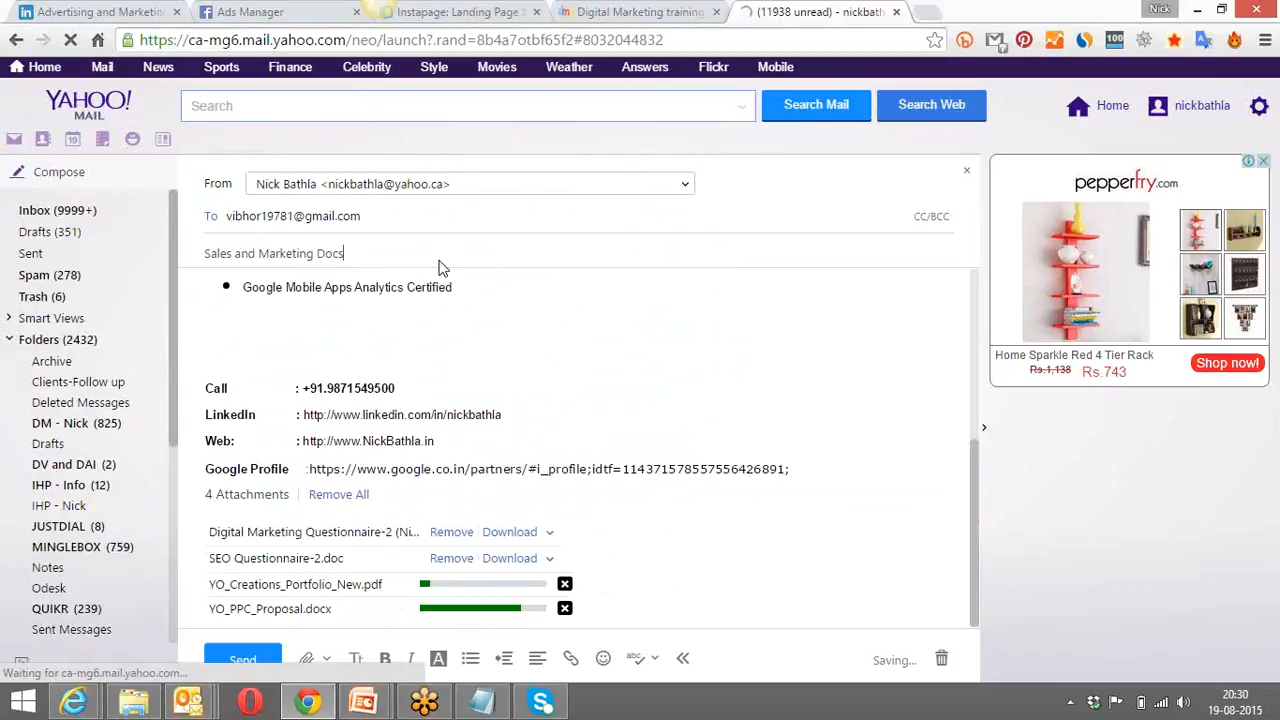 Advertising and Marketin
Ads Manager
Instapage: Landing Page S
Digital Marketing training
(11938 unread) - nickbath
Nick
https://ca-mg6.mail.yahoo.com/neo/launch?.rand=8b4a7otbf65f2#8032044832
100
Home Mail News Sports Finance Celebrity Style Movies Weather Answers Flickr Mobile
YAHOO!
MAIL
Search
Search Mail
Search Web
Home
nickbathla
19
Compose
From Nick Bathla <nickbathla@yahoo.ca>
pepperfry.com
Inbox (9999+)
To vibhor19781@gmail.com
CC/BCC
Drafts (351)
Sent
Sales and Marketing Docs
Spam (278)
Google Mobile Apps Analytics Certified
Trash (6)
Smart Views
Folders (2432)
Archive
Home Sparkle Red 4 Tier Rack
Rs.1,138 Rs.743
Shop now!
Clients-Follow up
Call : +91.9871549500
Deleted Messages
LinkedIn : http://www.linkedin.com/in/nickbathla
DM - Nick (825)
Web: : http://www.NickBathla.in
Drafts
DV and DAI (2)
Google Profile :https://www.google.co.in/partners/#i_profile;idtf=114371578557556426891;
IHP - Info (12)
4 Attachments Remove All
IHP - Nick
JUSTDIAL (8)
Digital Marketing Questionnaire-2 (Ni... Remove Download
MINGLEBOX (759)
SEO Questionnaire-2.doc Remove Download
Notes
YO_Creations_Portfolio_New.pdf
Odesk
YO_PPC_Proposal.docx
QUIKR (239)
Sent Messages
Send
Saving...
Waiting for ca-mg6.mail.yahoo.com...
20:30
19-08-2015